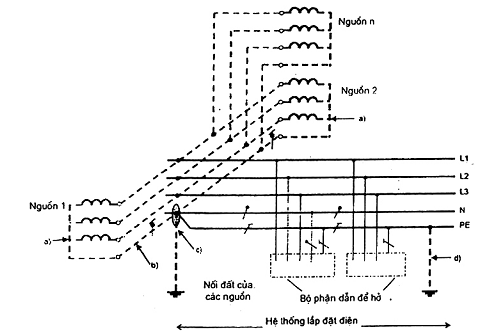 Nguồn n
Nguồn 2
a)
L1
L2
L3
Nguồn 1
N
PE
a)
b)
c)
d)
Nối đất của
các nguồn
Bộ phận dẫn để hở
Hệ thống lắp đặt điện